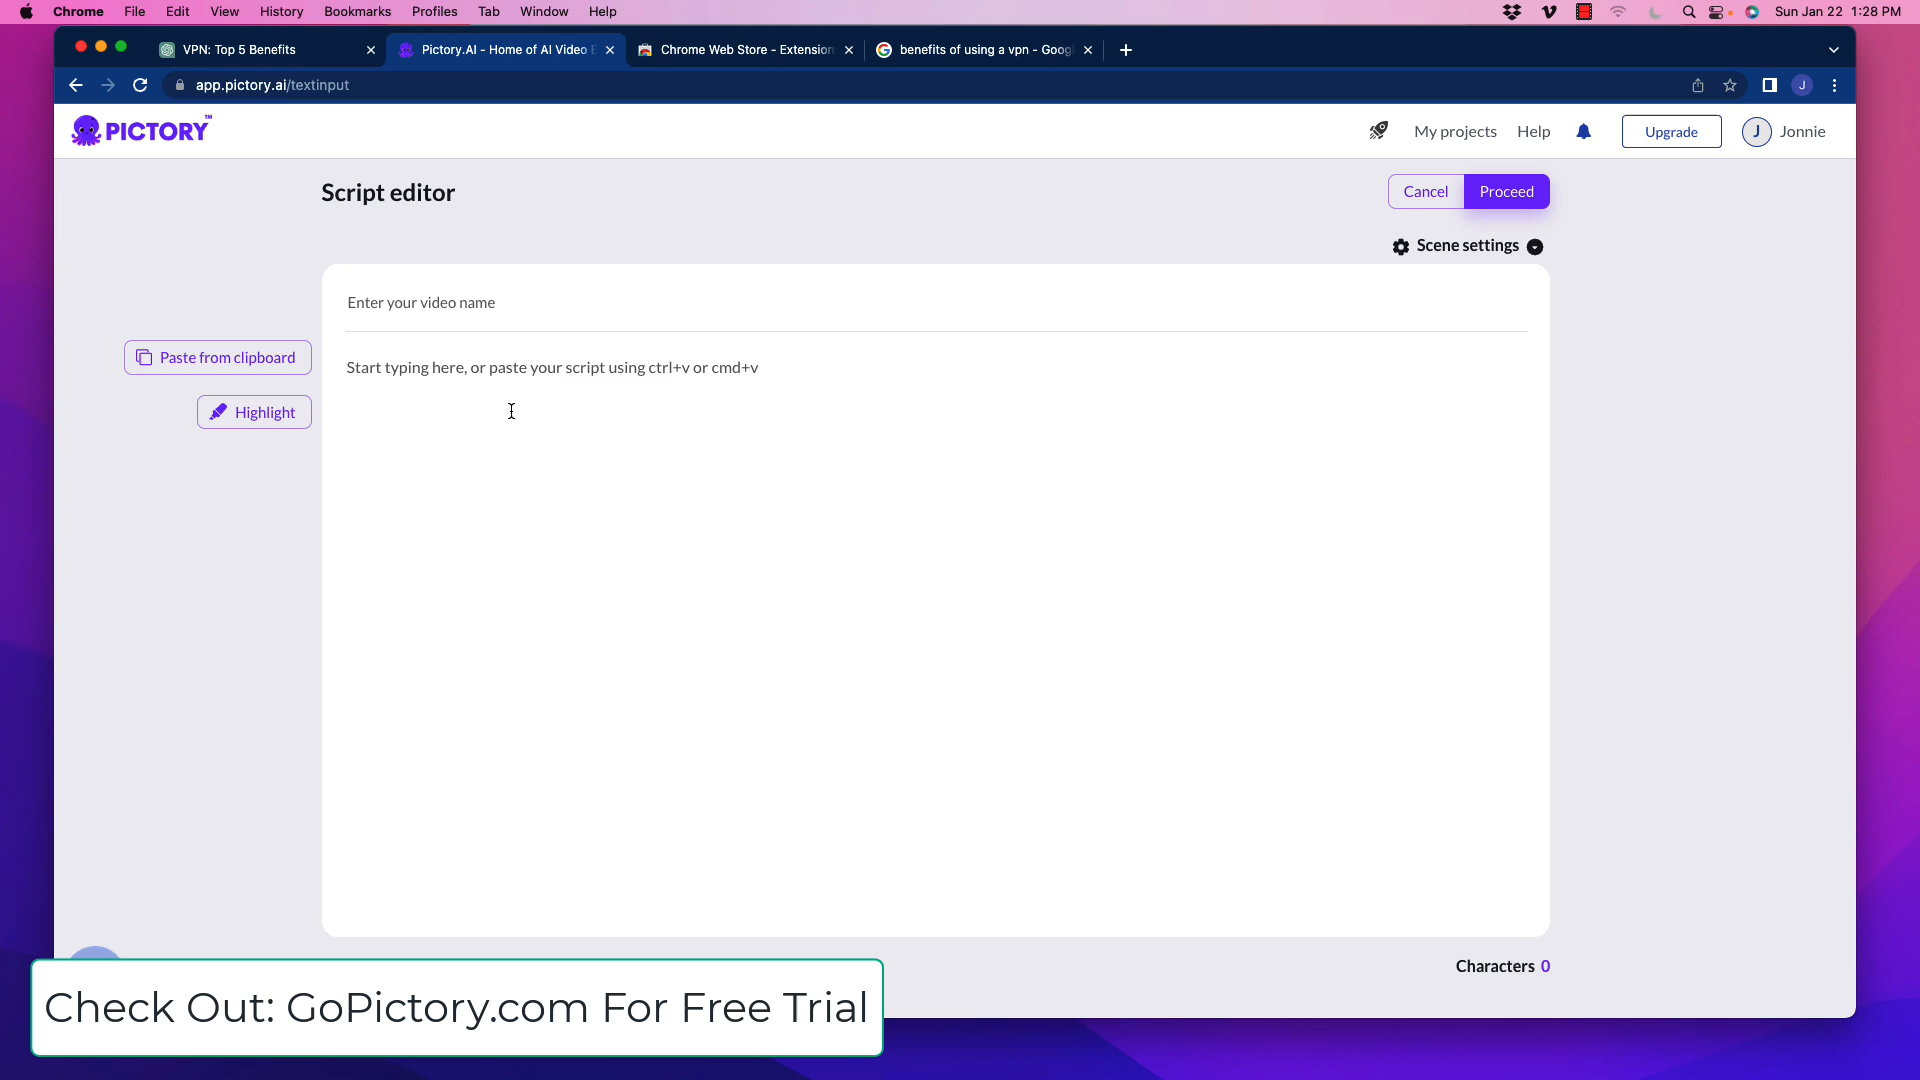 Chrome File Edit View History Bookmarks Profiles Tab Window Help Sun Jan 22 1:28 PM
VPN: Top 5 Benefits Pictory.AI - Home of AI Video E Chrome Web Store - Extension benefits of using a vpn - Goog
app.pictory.ai/textinput J
PICTORY™ My projects Help Upgrade J Jonnie
Script editor Cancel Proceed
Scene settings
Enter your video name
Paste from clipboard
Start typing here, or paste your script using ctrl+v or cmd+v
Highlight
Characters 0
Check Out: GoPictory.com For Free Trial